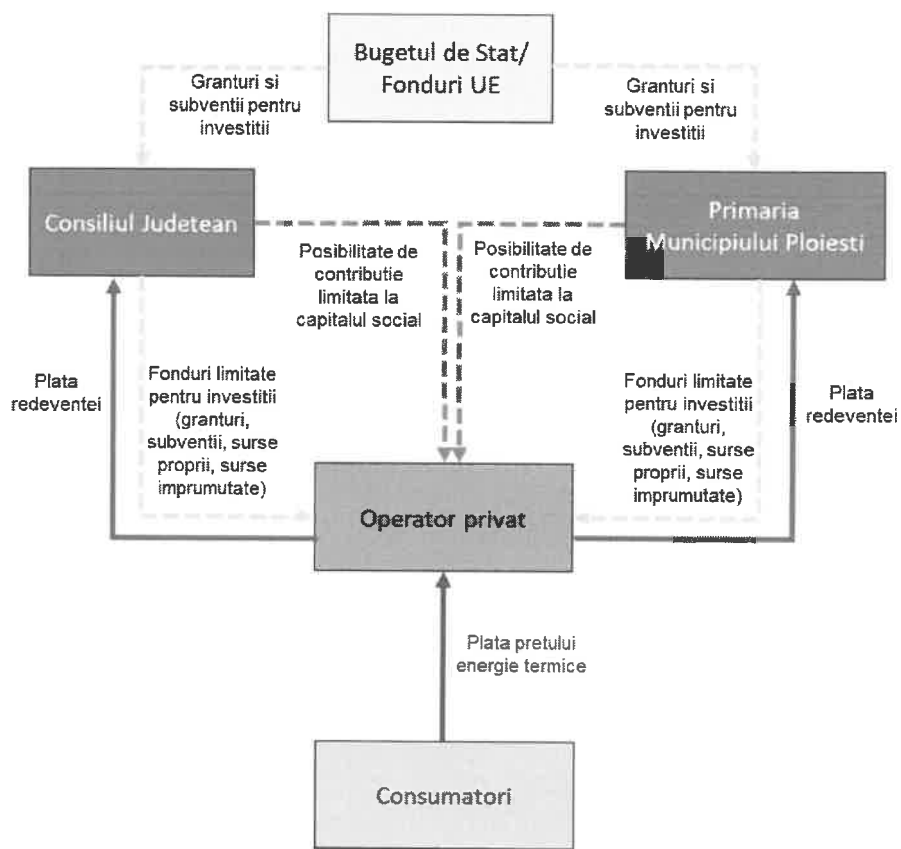 Bugetul de Stat/
Fonduri UE
Granturi si
subventii pentru
investitii
Granturi si
subventii pentru
investitii
Consiliul Judetean
Primaria
Municipiului Ploiesti
Posibilitate de
contributie
limitata la
capitalul social
Posibilitate de
contributie
limitata la
capitalul social
Plata
redeventei
Fonduri limitate
pentru investitii
(granturi,
subventii, surse
proprii, surse
imprumutate)
Fonduri limitate
pentru investitii
(granturi,
subventii, surse
proprii, surse
imprumutate)
Plata
redeventei
Operator privat
Plata pretului
energie termice
Consumatori